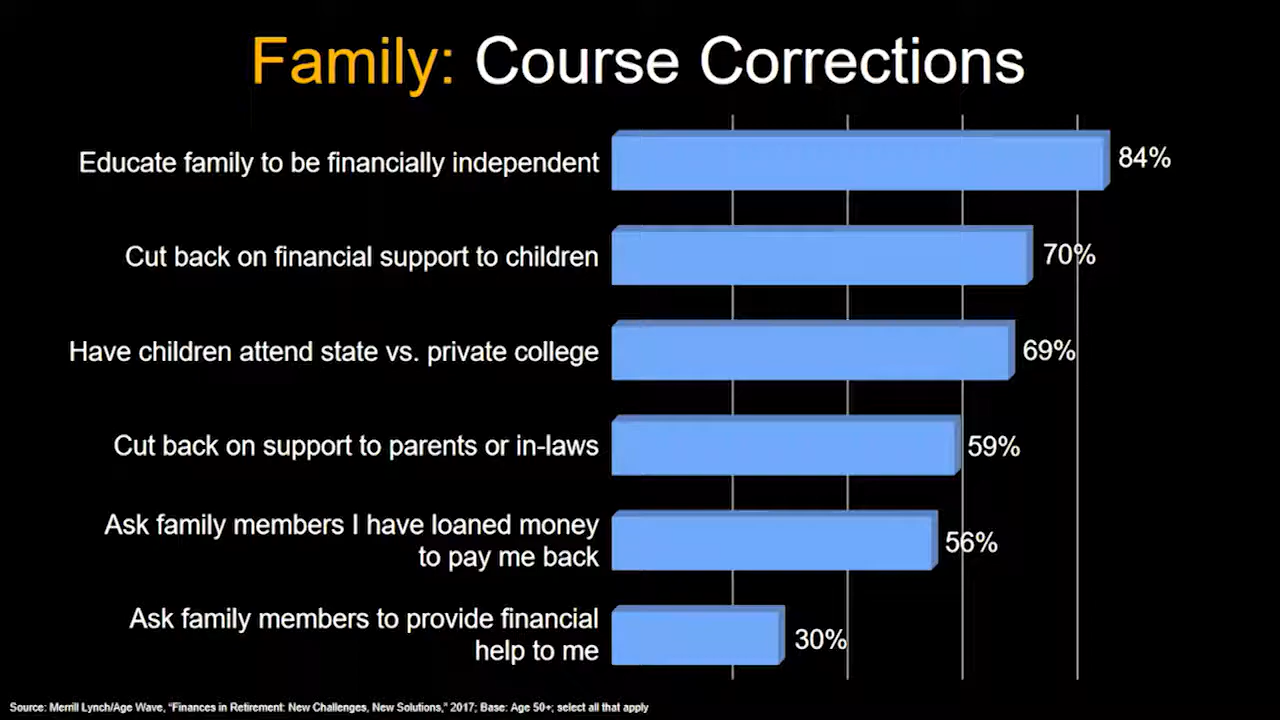 Family: Course Corrections
Educate family to be financially independent
84%
Cut back on financial support to children
70%
Have children attend state vs. private college
69%
Cut back on support to parents or in-laws
59%
Ask family members I have loaned money
to pay me back
56%
Ask family members to provide financial
help to me
30%
Source: Merrill Lynch/Age Wave, "Finances in Retirement: New Challenges, New Solutions," 2017; Base: Age 50+; select all that apply